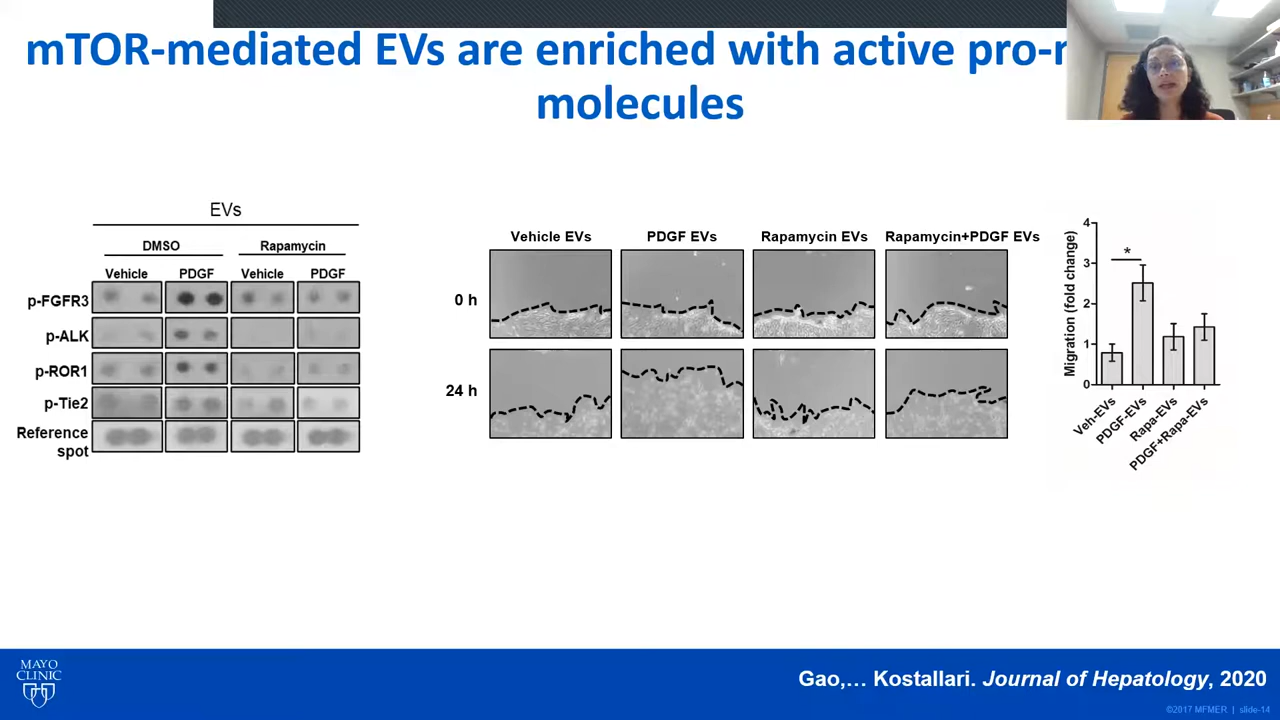 mTOR-mediated EVs are enriched with active
molecules
EVs
DMSO Rapamycin
Vehicle PDGF Vehicle PDGF
p-FGFR3
p-ALK
p-ROR1
p-Tie2
Reference
spot
Vehicle EVs PDGF EVs Rapamycin EVs Rapamycin+PDGF EVs
0 h
24 h
Migration (fold change)
4
3
2
1
0
*
Veh-EVs
PDGF-EVs
Rapa-EVs
PDGF+Rapa-EVs
MAYO
CLINIC
Gao,… Kostallari. Journal of Hepatology, 2020
©2017 MFMER | slide-14